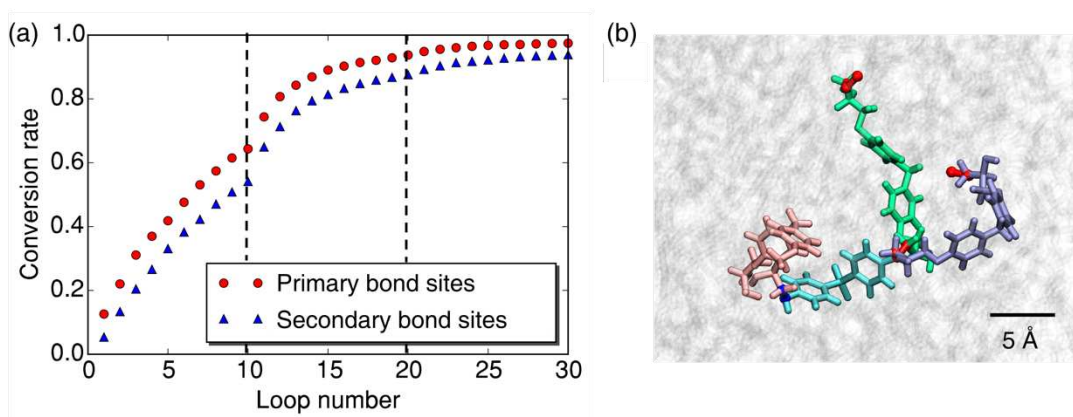 (a)
1.0
0.8
0.6
0.4
0.2
0.0
Conversion rate
Primary bond sites
Secondary bond sites
0 5 10 15 20 25 30
Loop number
(b)
5 Å